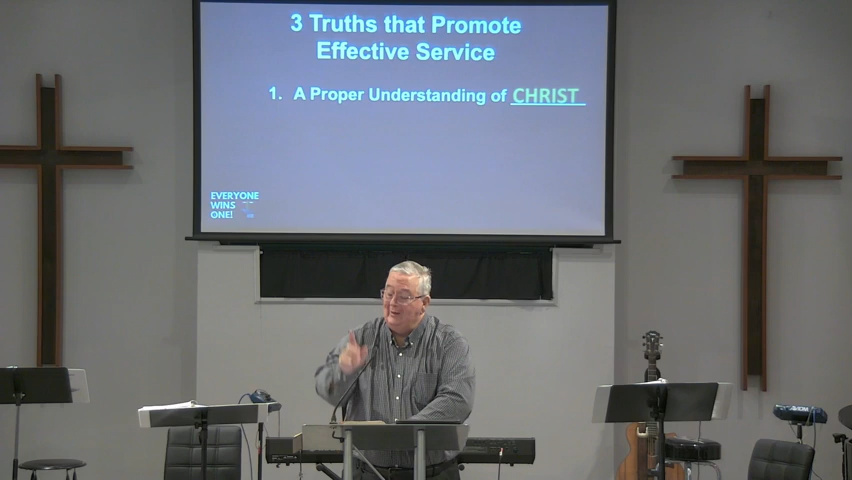 3 Truths that Promote
Effective Service
1. A Proper Understanding of CHRIST
EVERYONE
WINS
ONE!